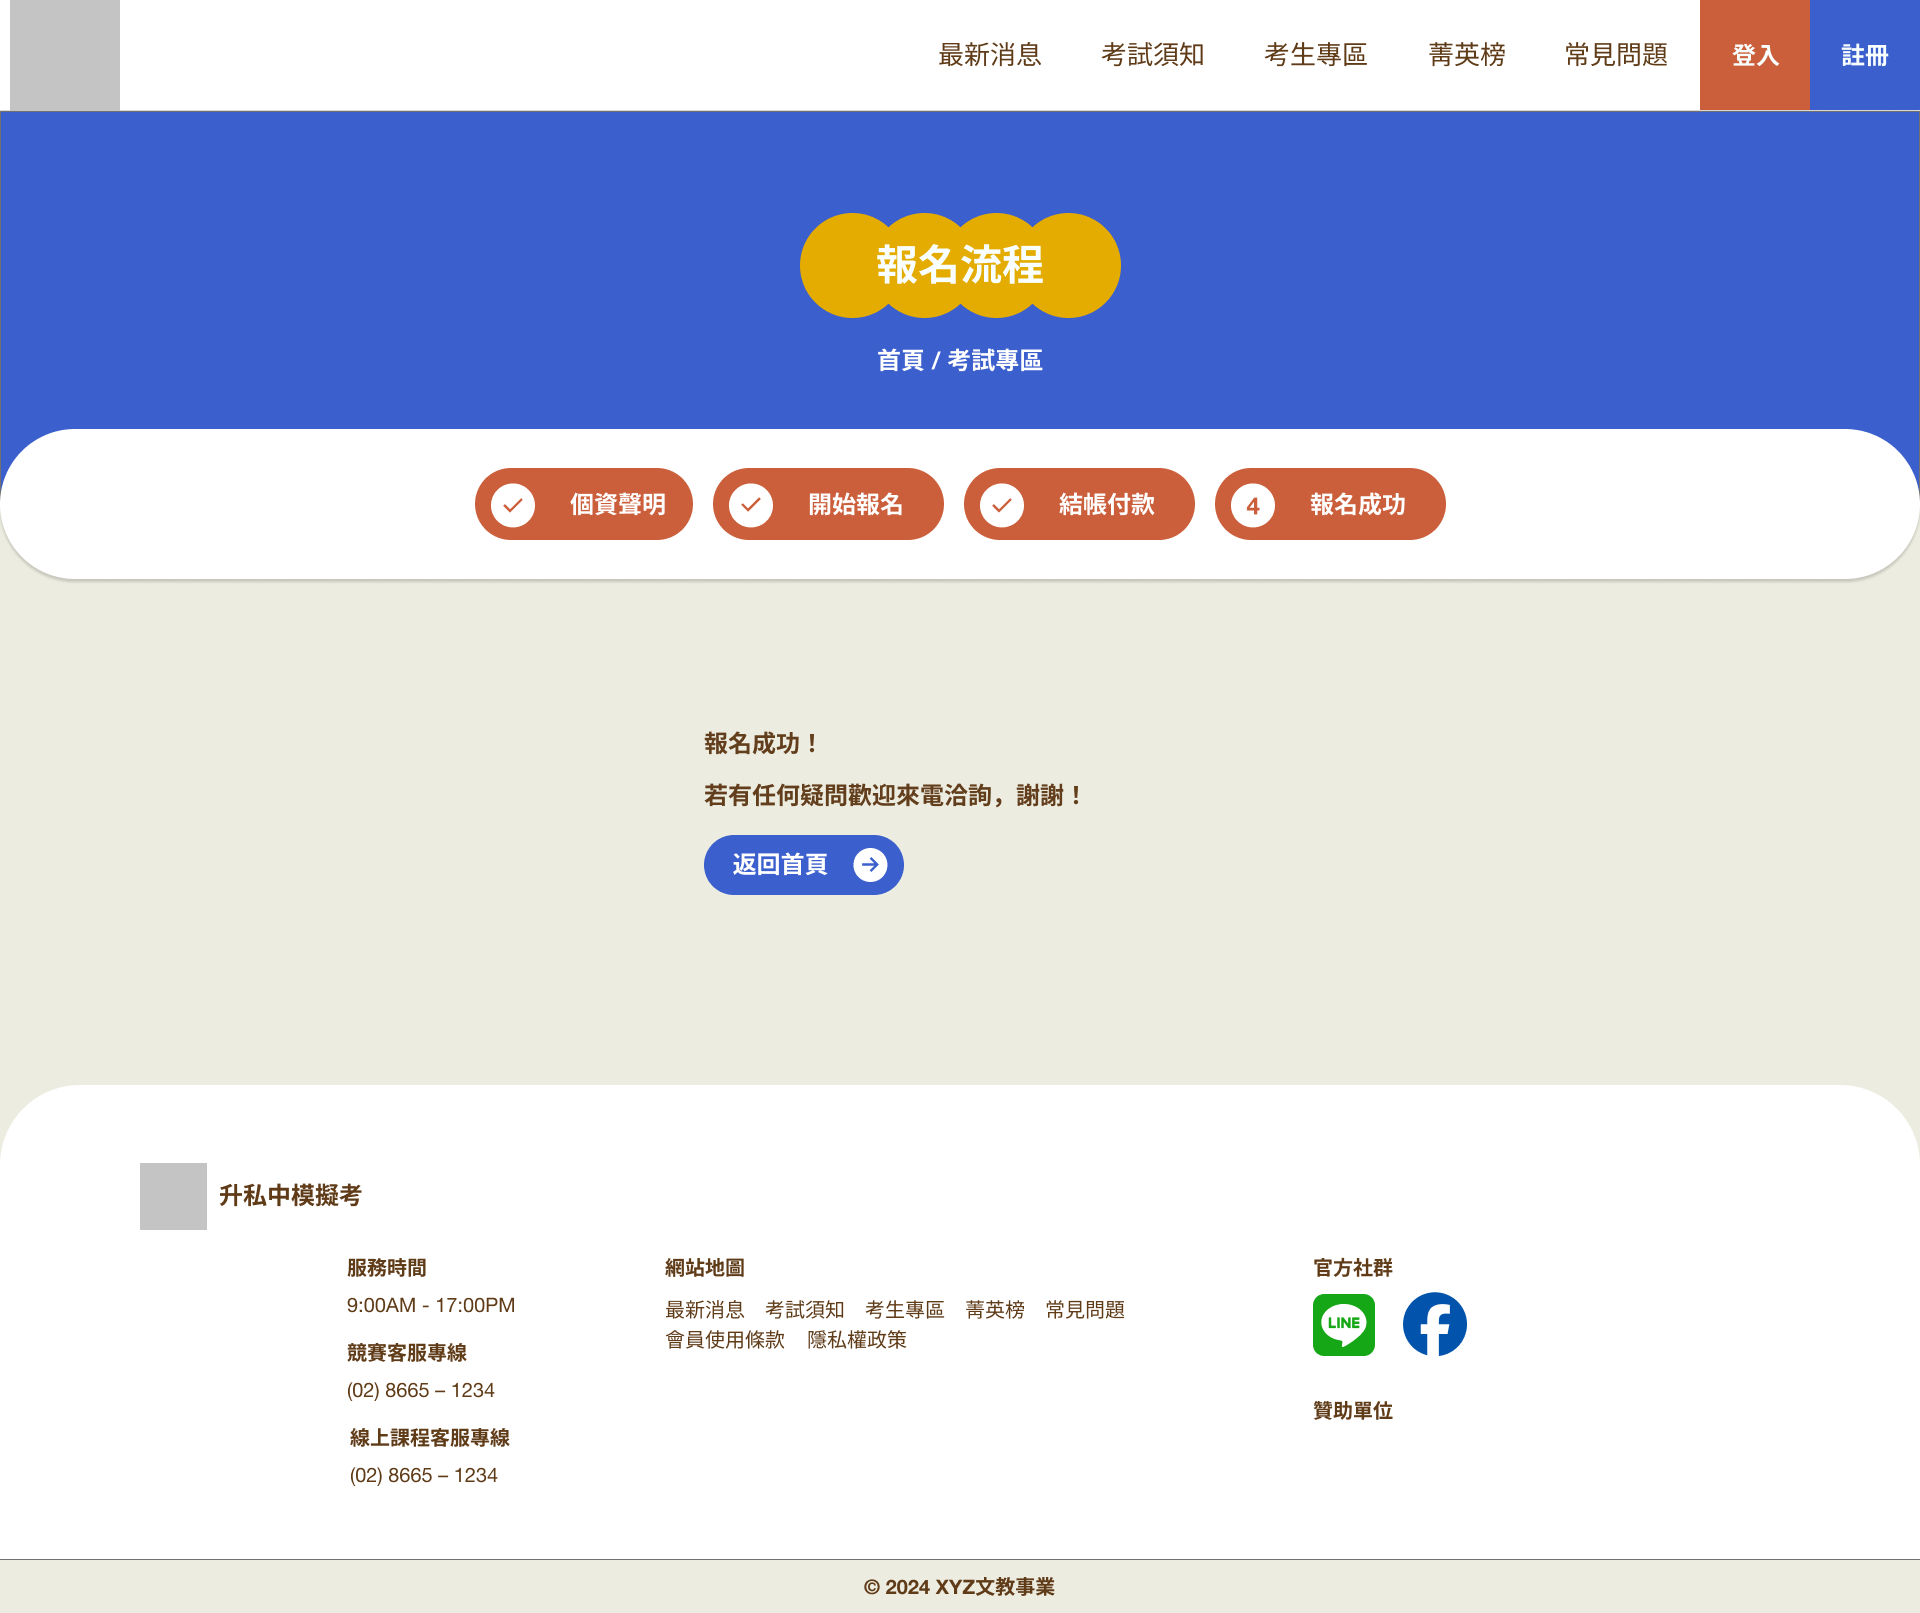 最新消息 考試須知 考生專區 菁英榜 常見問題 登入 註冊
報名流程
首頁 / 考試專區
個資聲明 開始報名 結帳付款 4 報名成功
報名成功！
若有任何疑問歡迎來電洽詢，謝謝！
返回首頁
升私中模擬考
服務時間
9:00AM - 17:00PM
競賽客服專線
(02) 8665 – 1234
線上課程客服專線
(02) 8665 – 1234
網站地圖
最新消息 考試須知 考生專區 菁英榜 常見問題
會員使用條款 隱私權政策
官方社群
LINE
贊助單位
© 2024 XYZ文教事業